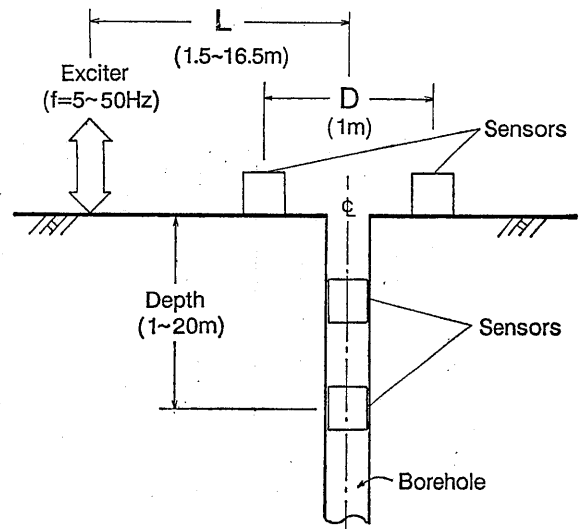 L
(1.5~16.5m)
Exciter
(f=5~50Hz)
D
(1m)
Sensors
℄
Depth
(1~20m)
Sensors
Borehole